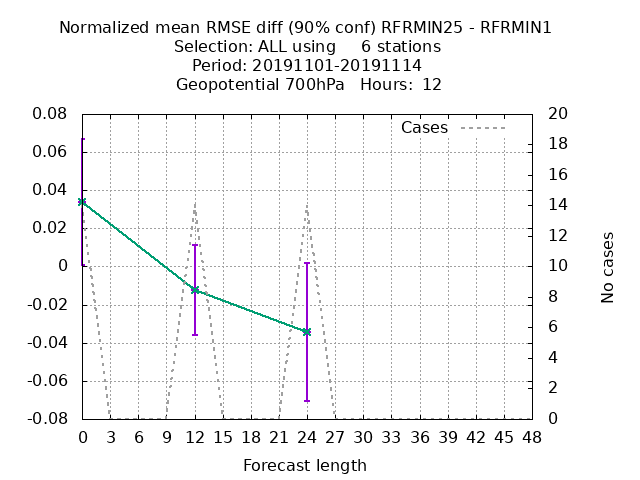 Normalized mean RMSE diff (90% conf) RFRMIN25 - RFRMIN1
Selection: ALL using     6 stations
Period: 20191101-20191114
Geopotential 700hPa   Hours:  12
Cases
0.08
0.06
0.04
0.02
0
-0.02
-0.04
-0.06
-0.08
20
18
16
14
12
10
8
6
4
2
0
No cases
0 3 6 9 12 15 18 21 24 27 30 33 36 39 42 45 48
Forecast length